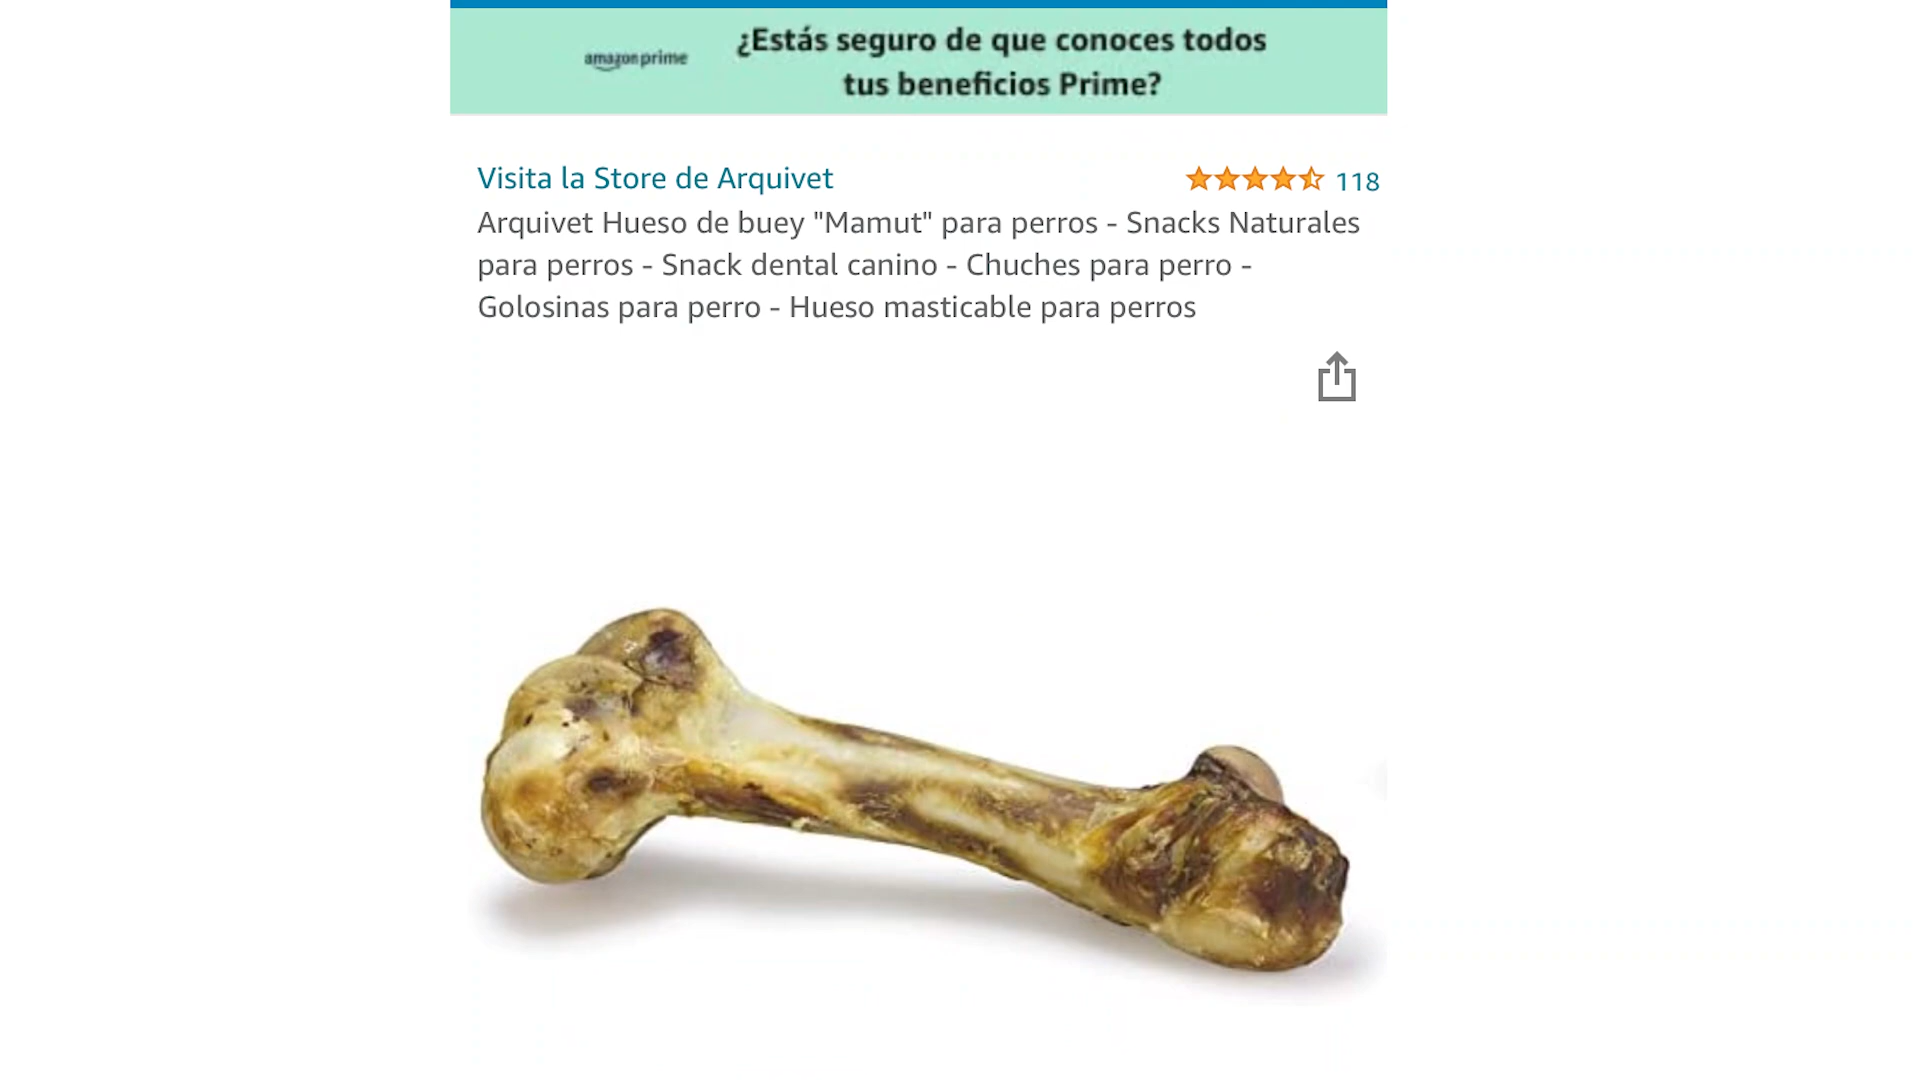 amazon prime
¿Estás seguro de que conoces todos
tus beneficios Prime?
Visita la Store de Arquivet
118
Arquivet Hueso de buey "Mamut" para perros - Snacks Naturales
para perros - Snack dental canino - Chuches para perro -
Golosinas para perro - Hueso masticable para perros